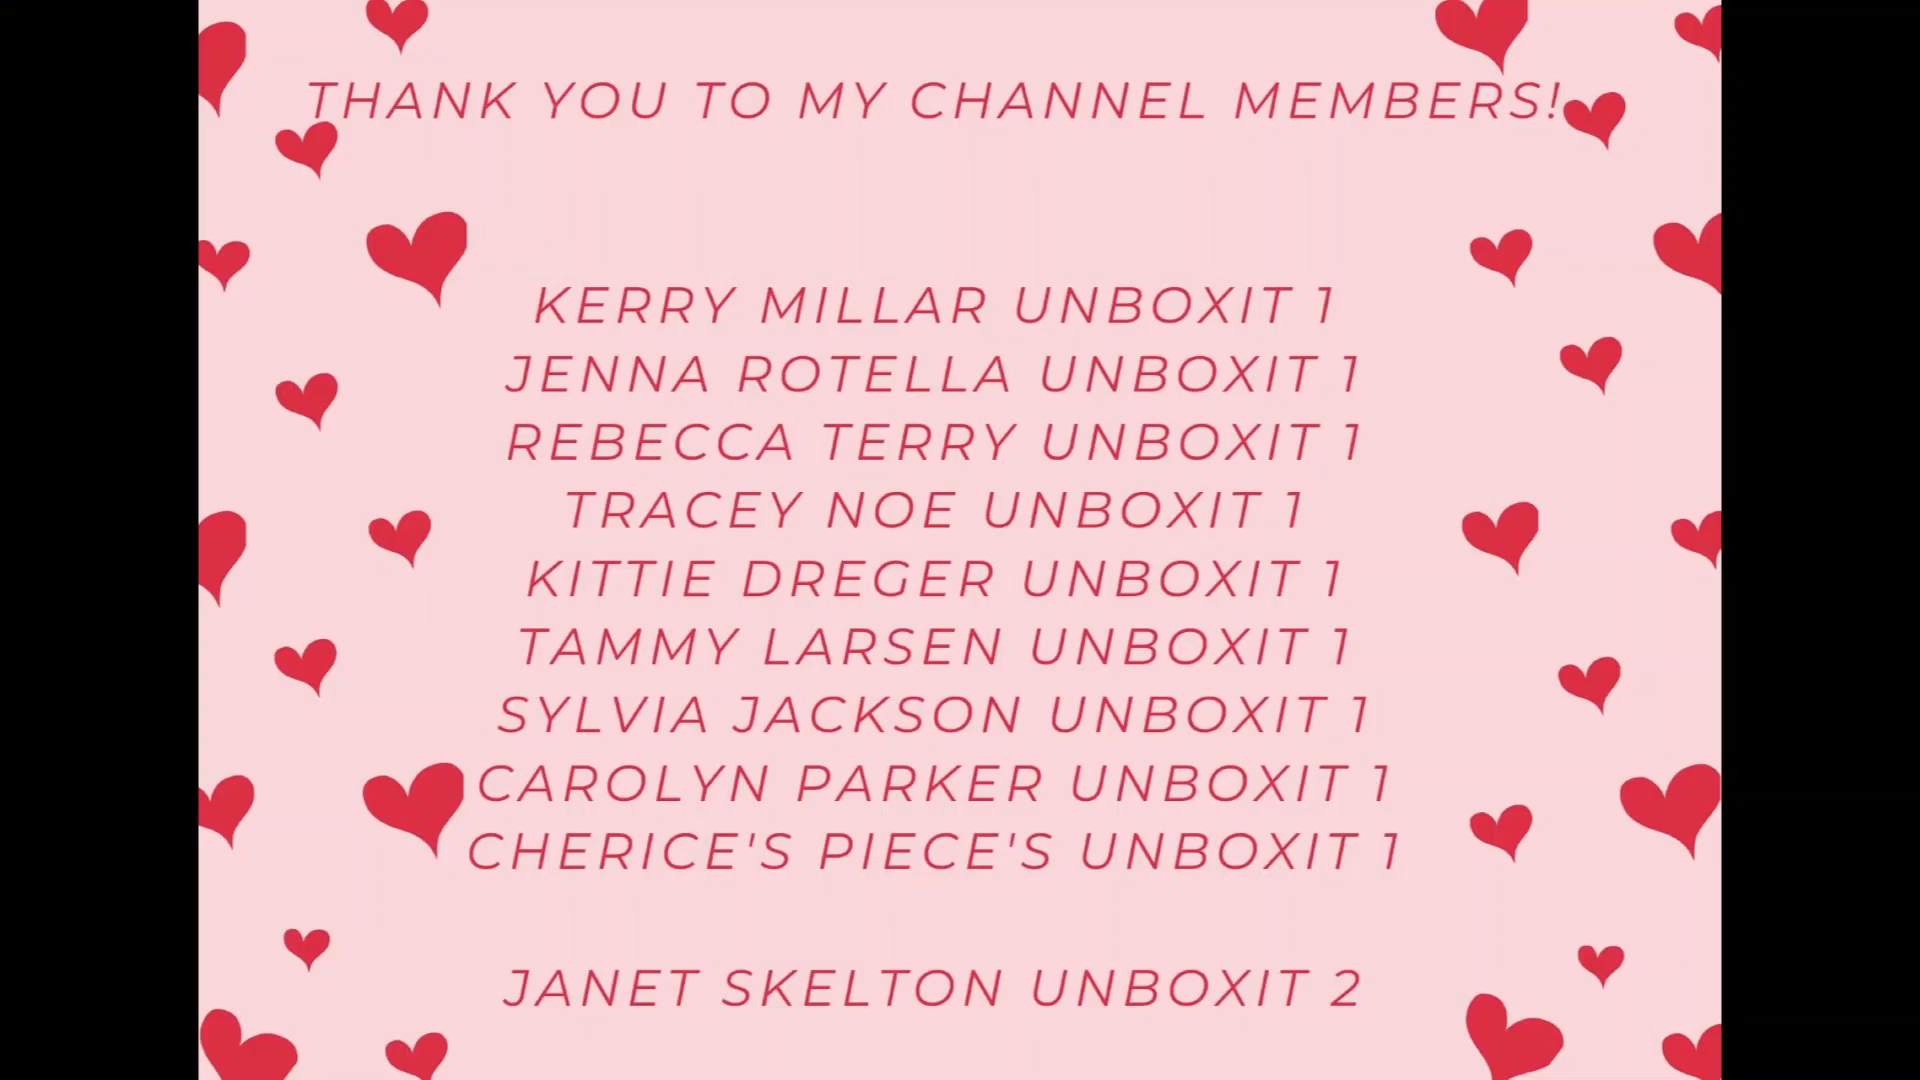 THANK YOU TO MY CHANNEL MEMBERS!
KERRY MILLAR UNBOXIT 1
JENNA ROTELLA UNBOXIT 1
REBECCA TERRY UNBOXIT 1
TRACEY NOE UNBOXIT 1
KITTIE DREGER UNBOXIT 1
TAMMY LARSEN UNBOXIT 1
SYLVIA JACKSON UNBOXIT 1
CAROLYN PARKER UNBOXIT 1
CHERICE'S PIECE'S UNBOXIT 1
JANET SKELTON UNBOXIT 2